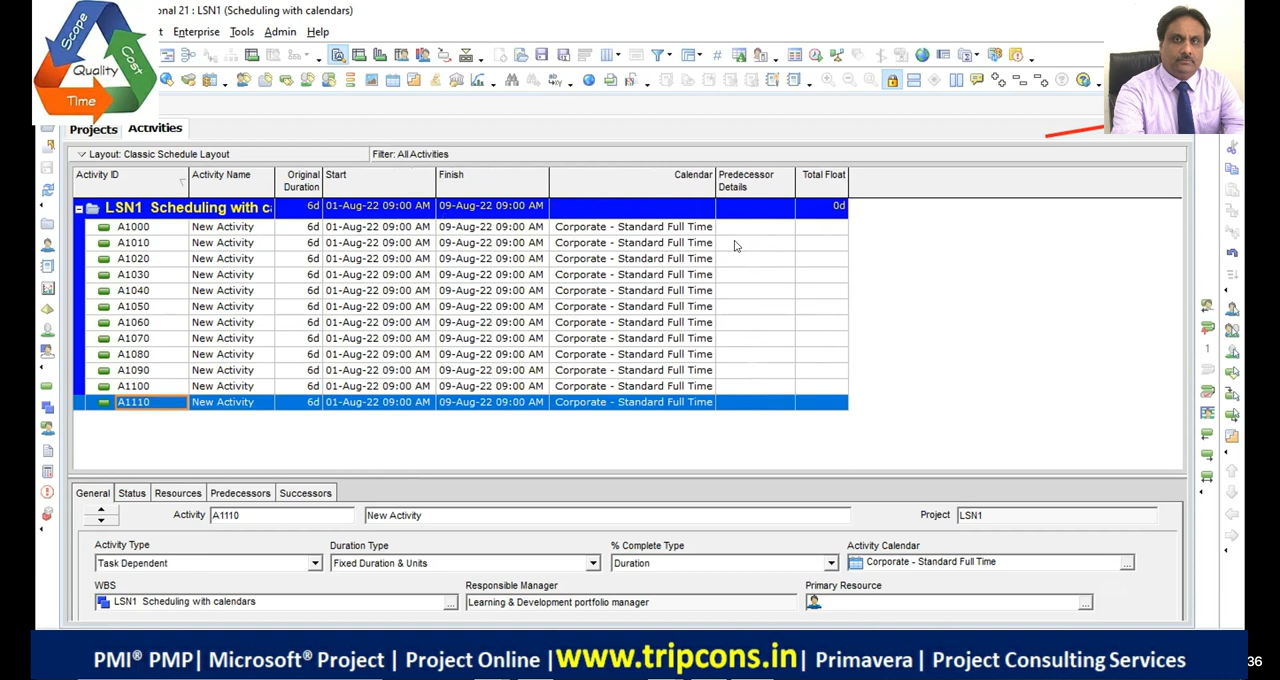 onal 21 : LSN1 (Scheduling with calendars)
t Enterprise Tools Admin Help
Scope
Cost
Quality
Time
Projects Activities
Layout: Classic Schedule Layout Filter: All Activities
Activity ID Activity Name Original Duration Start Finish Calendar Predecessor Details Total Float
LSN1 Scheduling with ca 6d 01-Aug-22 09:00 AM 09-Aug-22 09:00 AM 0d
A1000 New Activity 6d 01-Aug-22 09:00 AM 09-Aug-22 09:00 AM Corporate - Standard Full Time
A1010 New Activity 6d 01-Aug-22 09:00 AM 09-Aug-22 09:00 AM Corporate - Standard Full Time
A1020 New Activity 6d 01-Aug-22 09:00 AM 09-Aug-22 09:00 AM Corporate - Standard Full Time
A1030 New Activity 6d 01-Aug-22 09:00 AM 09-Aug-22 09:00 AM Corporate - Standard Full Time
A1040 New Activity 6d 01-Aug-22 09:00 AM 09-Aug-22 09:00 AM Corporate - Standard Full Time
A1050 New Activity 6d 01-Aug-22 09:00 AM 09-Aug-22 09:00 AM Corporate - Standard Full Time
A1060 New Activity 6d 01-Aug-22 09:00 AM 09-Aug-22 09:00 AM Corporate - Standard Full Time
A1070 New Activity 6d 01-Aug-22 09:00 AM 09-Aug-22 09:00 AM Corporate - Standard Full Time
A1080 New Activity 6d 01-Aug-22 09:00 AM 09-Aug-22 09:00 AM Corporate - Standard Full Time
A1090 New Activity 6d 01-Aug-22 09:00 AM 09-Aug-22 09:00 AM Corporate - Standard Full Time
A1100 New Activity 6d 01-Aug-22 09:00 AM 09-Aug-22 09:00 AM Corporate - Standard Full Time
A1110 New Activity 6d 01-Aug-22 09:00 AM 09-Aug-22 09:00 AM Corporate - Standard Full Time
1
General Status Resources Predecessors Successors
Activity A1110 New Activity Project LSN1
Activity Type Duration Type % Complete Type Activity Calendar
Task Dependent Fixed Duration & Units Duration Corporate - Standard Full Time ...
WBS Responsible Manager Primary Resource
LSN1 Scheduling with calendars ... Learning & Development portfolio manager ...
PMI® PMP| Microsoft® Project | Project Online |www.tripcons.in| Primavera | Project Consulting Services
36